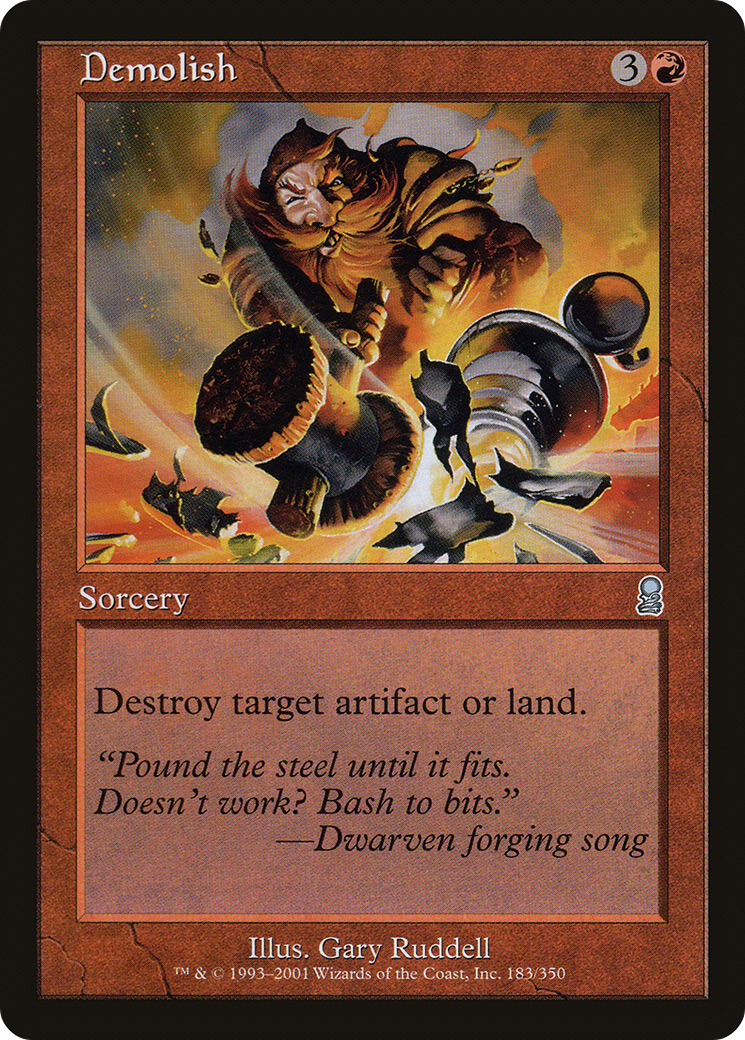 Demolish 3
Sorcery
Destroy target artifact or land.
“Pound the steel until it fits.
Doesn’t work? Bash to bits.”
—Dwarven forging song
Illus. Gary Ruddell
™ & © 1993–2001 Wizards of the Coast, Inc. 183/350